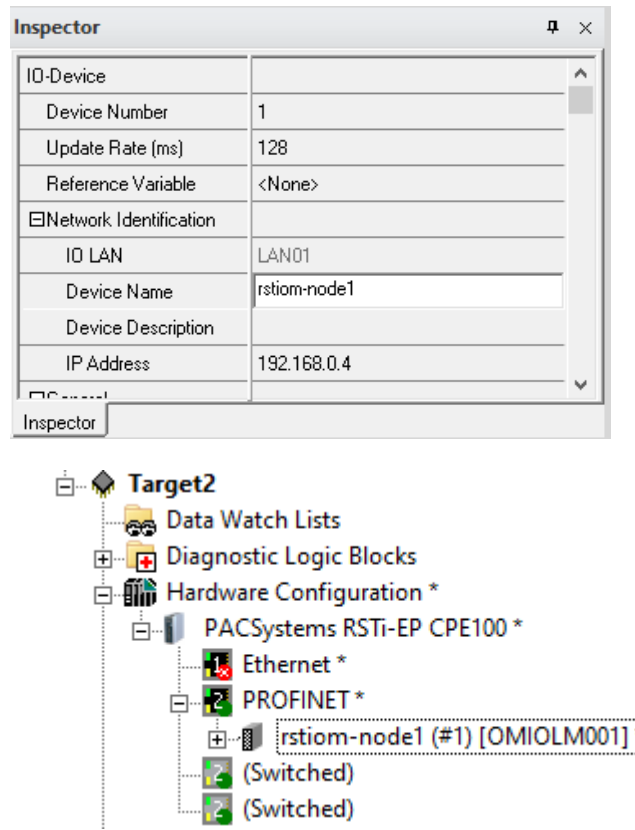 Inspector
IO-Device
Device Number 1
Update Rate (ms) 128
Reference Variable <None>
Network Identification
IO LAN LAN01
Device Name rstiom-node1
Device Description
IP Address 192.168.0.4
General
Inspector
Target2
Data Watch Lists
Diagnostic Logic Blocks
Hardware Configuration *
PACSystems RSTi-EP CPE100 *
1 Ethernet *
2 PROFINET *
rstiom-node1 (#1) [OMIOLM001]
2 (Switched)
2 (Switched)